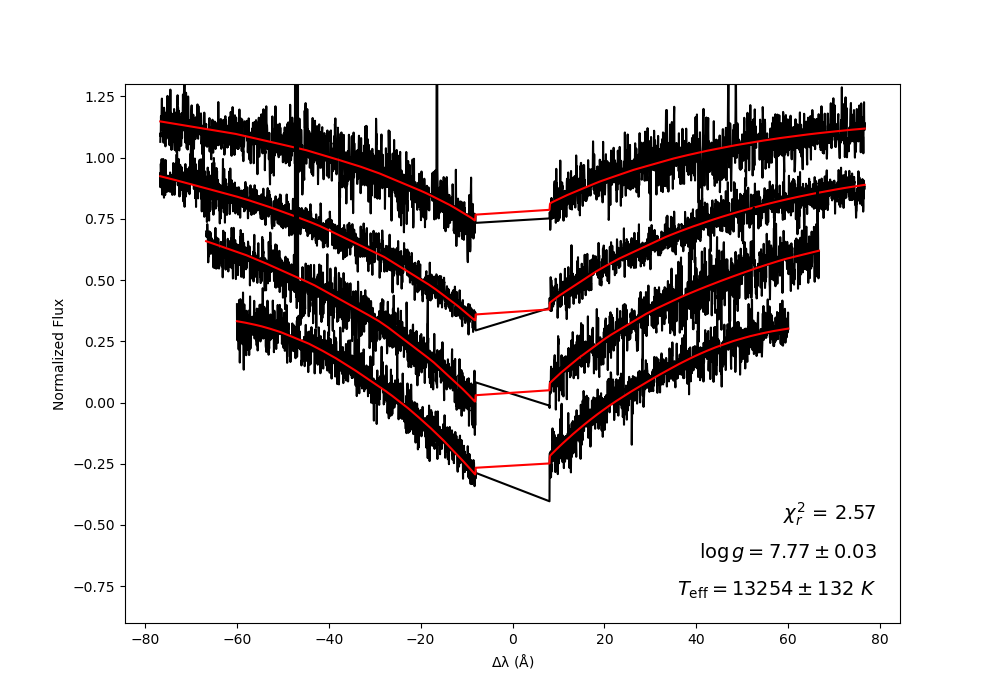 1.25
1.00
0.75
0.50
0.25
0.00
−0.25
−0.50
−0.75
Normalized Flux
χ²ᵣ = 2.57
log g = 7.77 ± 0.03
T_eff = 13254 ± 132 K
−80 −60 −40 −20 0 20 40 60 80
Δλ (Å)